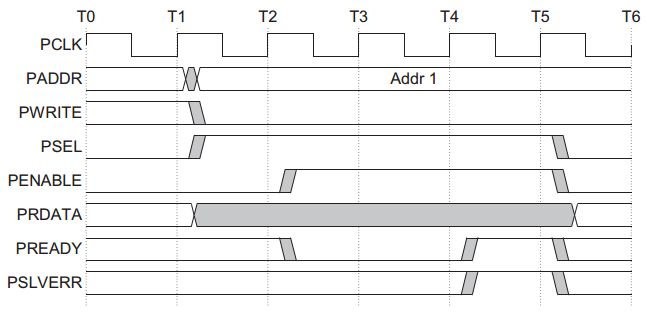 T0 T1 T2 T3 T4 T5 T6
PCLK
PADDR Addr 1
PWRITE
PSEL
PENABLE
PRDATA
PREADY
PSLVERR